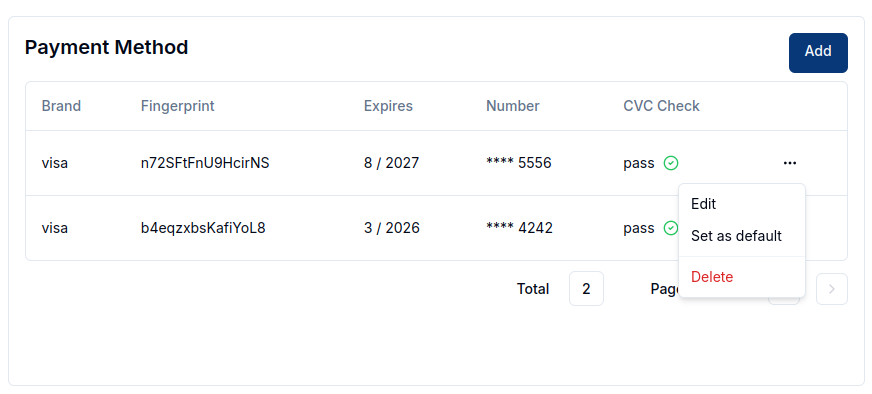 Payment Method
Add
Brand Fingerprint Expires Number CVC Check
visa n72SFtFnU9HcirNS 8 / 2027 **** 5556 pass
Edit
visa b4eqzxbsKafiYoL8 3 / 2026 **** 4242 pass
Set as default
Delete
Total 2